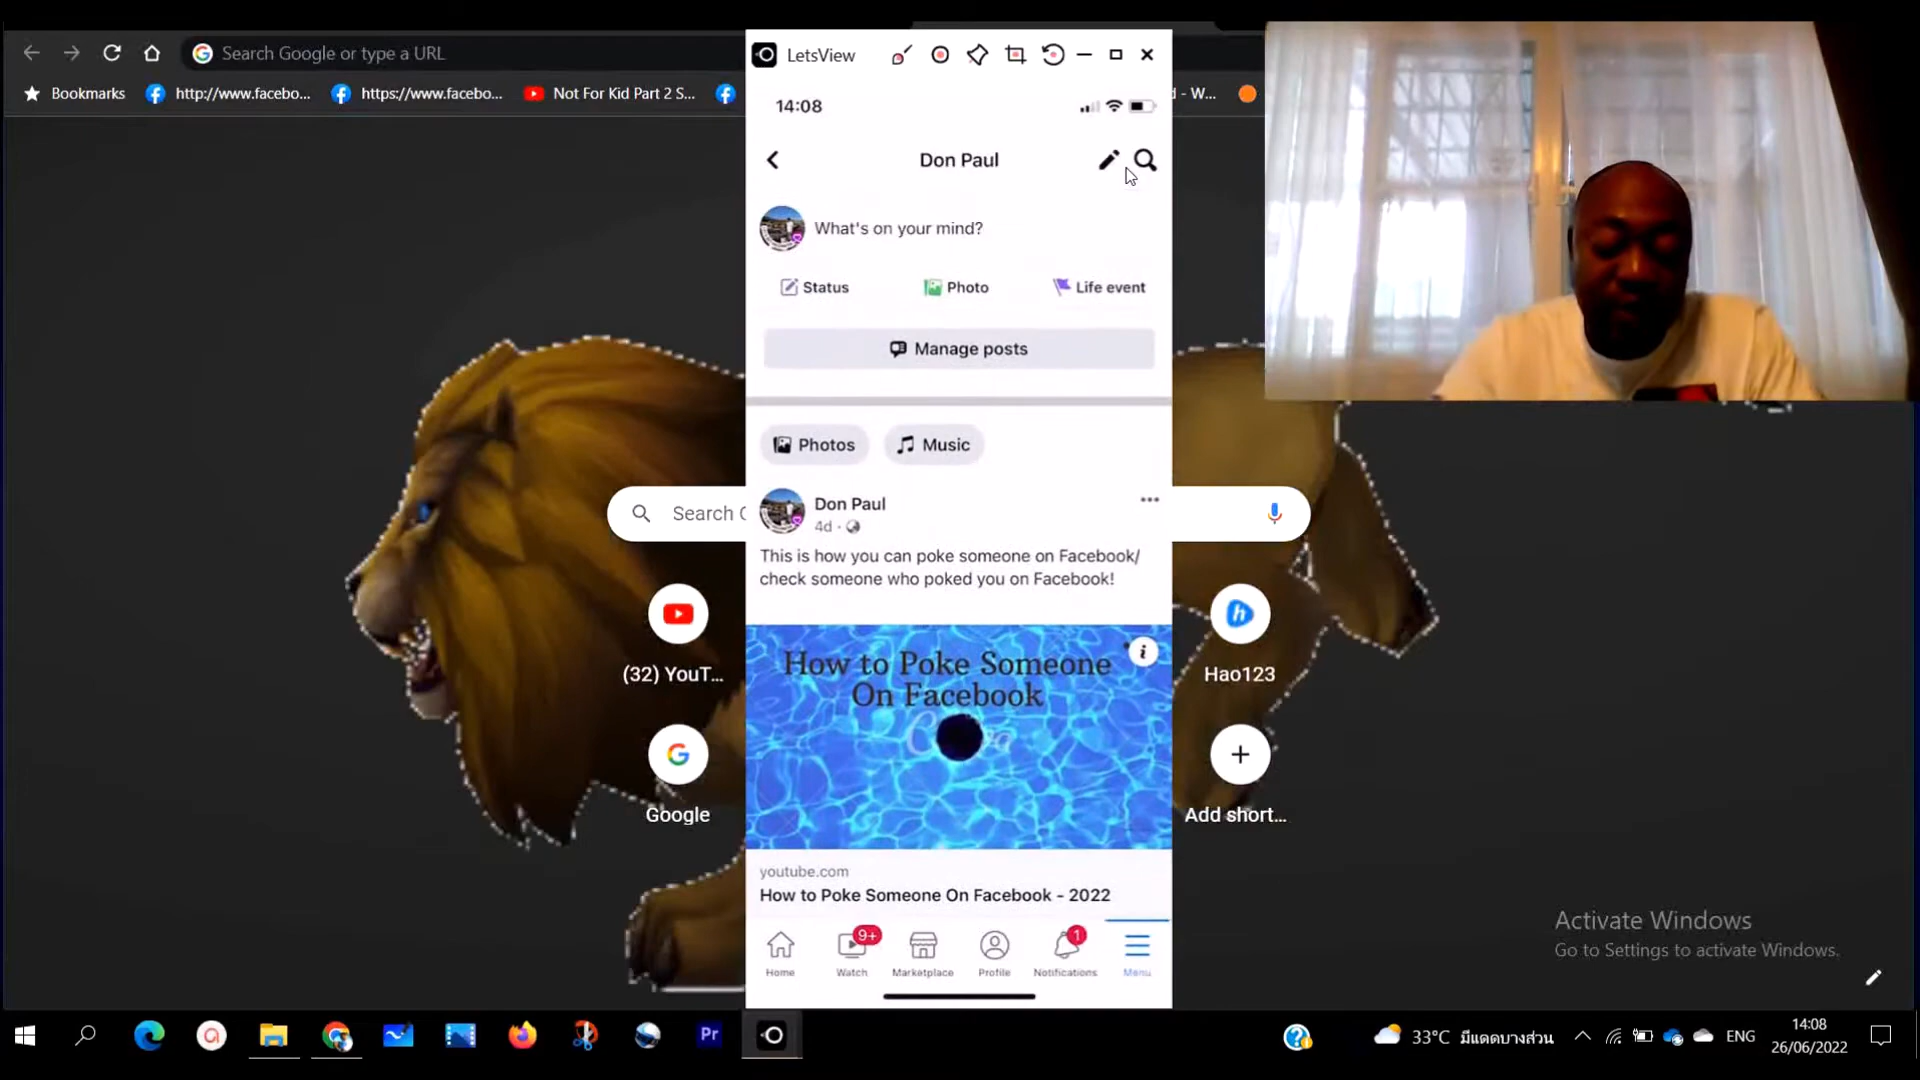 Search Google or type a URL
Bookmarks
http://www.facebo...
https://www.facebo...
Not For Kid Part 2 S...
d - W...
LetsView
14:08
Don Paul
What's on your mind?
Status
Photo
Life event
Manage posts
Photos
Music
Don Paul
4d ·
This is how you can poke someone on Facebook/
check someone who poked you on Facebook!
How to Poke Someone
On Facebook
youtube.com
How to Poke Someone On Facebook - 2022
9+
1
Home
Watch
Marketplace
Profile
Notifications
Menu
Search G
(32) YouT...
Google
Hao123
Add short...
Activate Windows
Go to Settings to activate Windows.
Pr
33°C มีแดดบางส่วน
ENG
14:08
26/06/2022